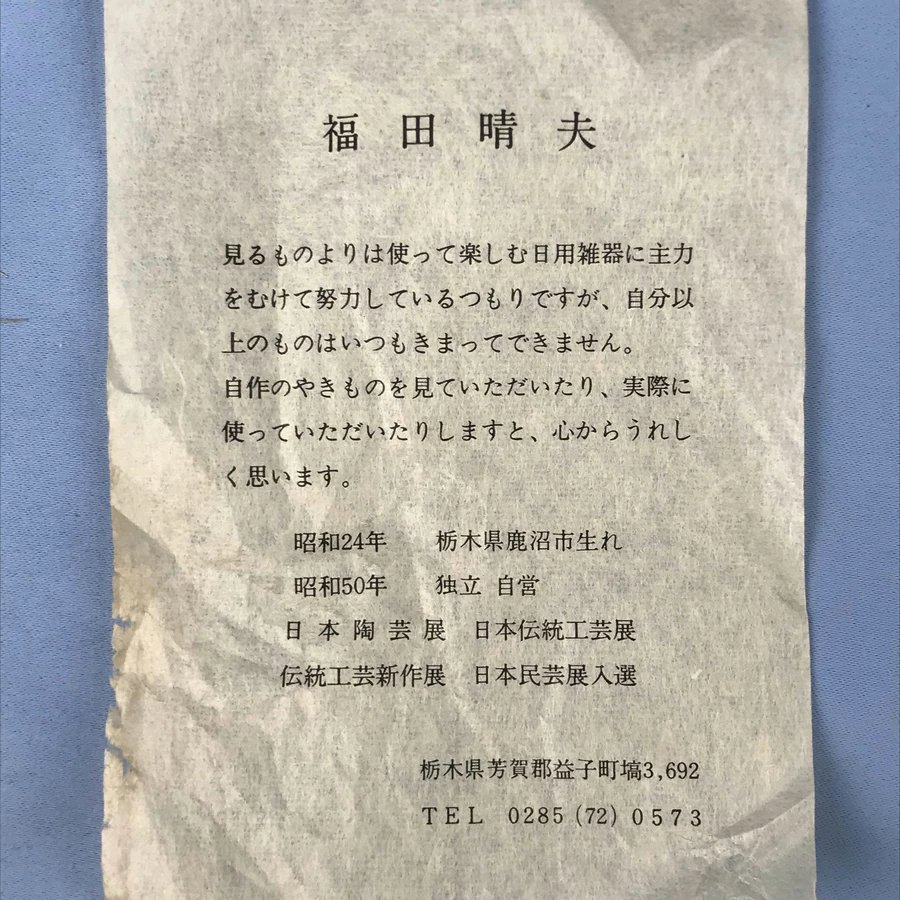 福田晴夫
見るものよりは使って楽しむ日用雑器に主力
をむけて努力しているつもりですが、自分以
上のものはいつもきまってできません。
自作のやきものを見ていただいたり、実際に
使っていただいたりしますと、心からうれし
く思います。
昭和24年　栃木県鹿沼市生れ
昭和50年　独立 自営
日本陶芸展　日本伝統工芸展
伝統工芸新作展　日本民芸展入選
栃木県芳賀郡益子町塙3,692
TEL 0285(72)0573